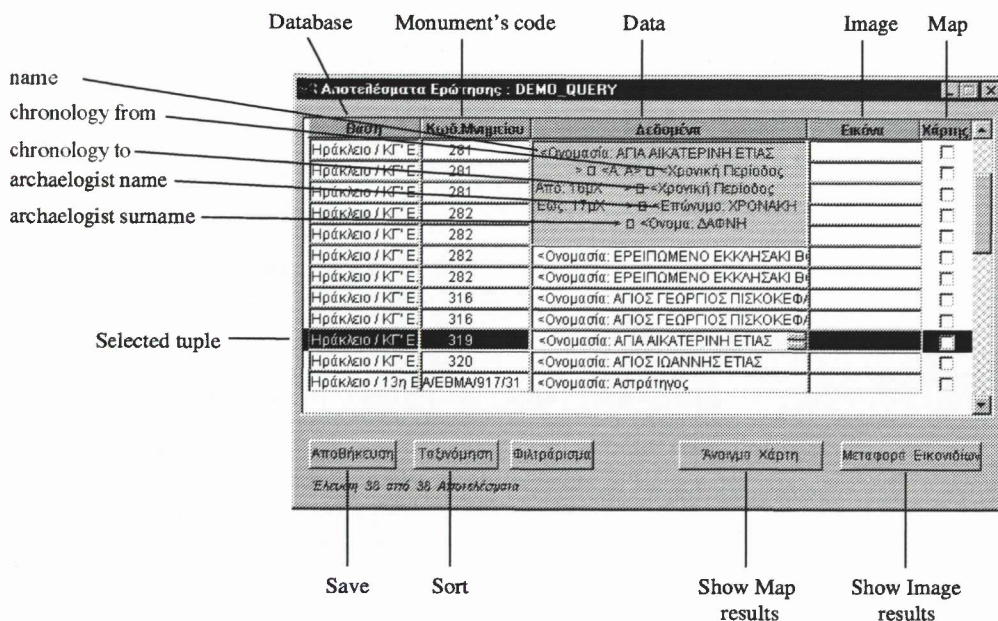 Database Monument's code Data Image Map
name
chronology from
chronology to
archaelogist name
archaelogist surname
Selected tuple
Αποτελέσματα Ερώτησης : DEMO_QUERY
Βάση Κωδ.Μνημείου Δεδομένα Εικόνα Χάρτης
Ηράκλειο / ΚΓ' Ε. 281 <Ονομασία: ΑΓΙΑ ΑΙΚΑΤΕΡΙΝΗ ΕΤΙΑΣ
Ηράκλειο / ΚΓ' Ε. 281 > □ <Α. Α> □ <Χρονική Περίοδος
Ηράκλειο / ΚΓ' Ε. 281 Από: 16μΧ > □ <Χρονική Περίοδος
Ηράκλειο / ΚΓ' Ε. 282 Εως: 17μΧ > □ <Επώνυμο: ΧΡΟΝΑΚΗ
Ηράκλειο / ΚΓ' Ε. 282 > □ <Όνομα: ΔΑΦΝΗ
Ηράκλειο / ΚΓ' Ε. 282 <Ονομασία: ΕΡΕΙΠΩΜΕΝΟ ΕΚΚΛΗΣΑΚΙ
Ηράκλειο / ΚΓ' Ε. 282 <Ονομασία: ΕΡΕΙΠΩΜΕΝΟ ΕΚΚΛΗΣΑΚΙ
Ηράκλειο / ΚΓ' Ε. 316 <Ονομασία: ΑΓΙΟΣ ΓΕΩΡΓΙΟΣ ΠΙΣΚΟΚΕΦΑ
Ηράκλειο / ΚΓ' Ε. 316 <Ονομασία: ΑΓΙΟΣ ΓΕΩΡΓΙΟΣ ΠΙΣΚΟΚΕΦΑ
Ηράκλειο / ΚΓ' Ε. 319 <Ονομασία: ΑΓΙΑ ΑΙΚΑΤΕΡΙΝΗ ΕΤΙΑΣ
Ηράκλειο / ΚΓ' Ε. 320 <Ονομασία: ΑΓΙΟΣ ΙΩΑΝΝΗΣ ΕΤΙΑΣ
Ηράκλειο / 13η Ε Α/ΕΒΜΑ/917/31 <Ονομασία: Αστράτηγος
Αποθήκευση Ταξινόμηση Φιλτράρισμα Άνοιγμα Χάρτη Μεταφορά Εικονιδίων
Έλευση 38 από 38 Αποτελέσματα
Save Sort Show Map Show Image
results results